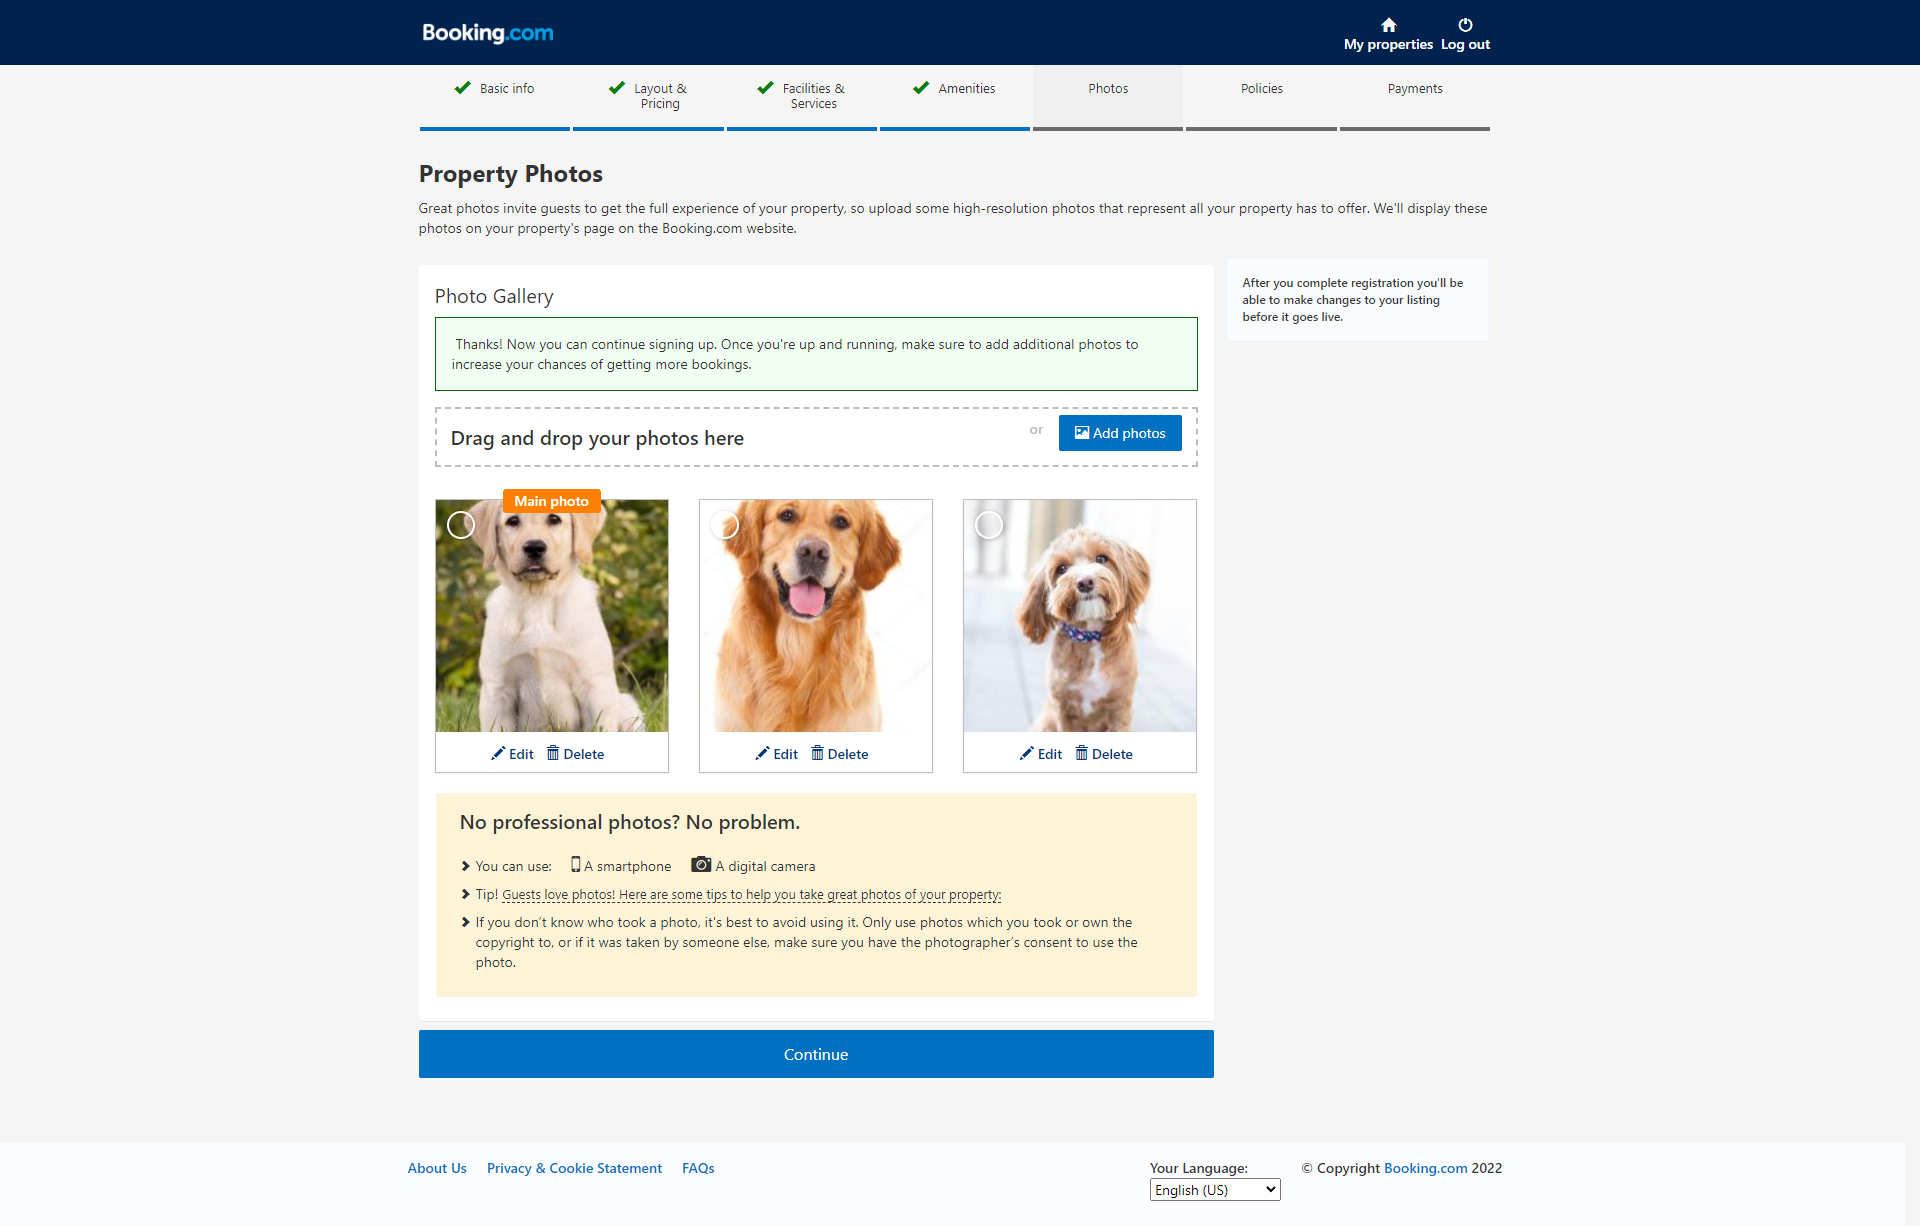 Booking.com
My properties
Log out
Basic info
Layout &
Pricing
Facilities &
Services
Amenities
Photos
Policies
Payments
Property Photos
Great photos invite guests to get the full experience of your property, so upload some high-resolution photos that represent all your property has to offer. We'll display these
photos on your property's page on the Booking.com website.
After you complete registration you'll be
able to make changes to your listing
before it goes live.
Photo Gallery
Thanks! Now you can continue signing up. Once you're up and running, make sure to add additional photos to
increase your chances of getting more bookings.
Drag and drop your photos here
or
Add photos
Main photo
Edit Delete
Edit Delete
Edit Delete
No professional photos? No problem.
You can use: A smartphone A digital camera
Tip! Guests love photos! Here are some tips to help you take great photos of your property:
If you don’t know who took a photo, it's best to avoid using it. Only use photos which you took or own the
copyright to, or if it was taken by someone else, make sure you have the photographer’s consent to use the
photo.
Continue
About Us Privacy & Cookie Statement FAQs
Your Language:
English (US)
© Copyright Booking.com 2022